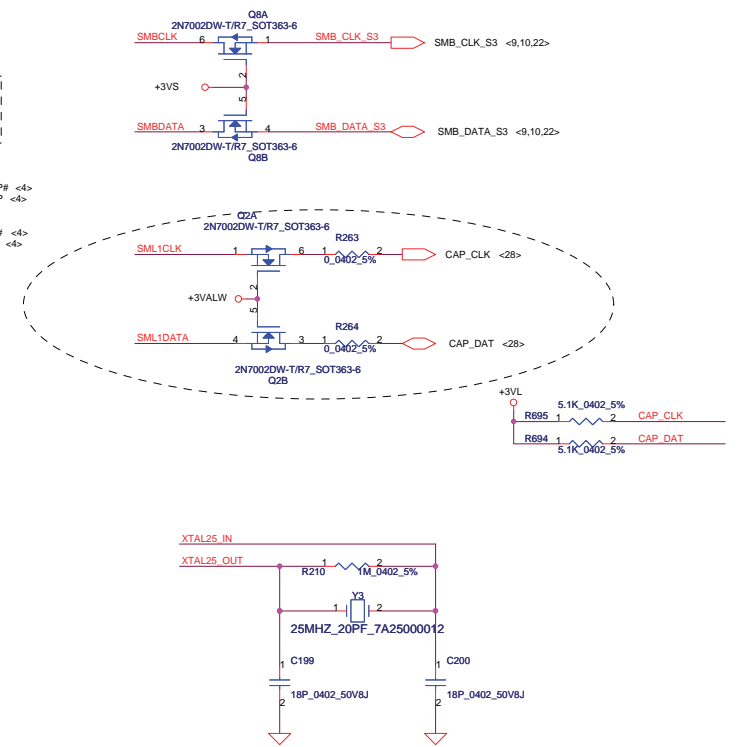 Q8A
2N7002DW-T/R7_SOT363-6
SMBCLK 6 1 SMB_CLK_S3 SMB_CLK_S3 <9,10,22>
2
+3VS
5
SMBDATA 3 4 SMB_DATA_S3 SMB_DATA_S3 <9,10,22>
2N7002DW-T/R7_SOT363-6
Q8B
# <4>
<4>
# <4>
<4>
Q2A
2N7002DW-T/R7_SOT363-6
SML1CLK 1 6 R263 1 2 CAP_CLK <28>
0_0402_5%
2
+3VALW
5
SML1DATA 4 3 R264 1 2 CAP_DAT <28>
0_0402_5%
2N7002DW-T/R7_SOT363-6
Q2B
+3VL
5.1K_0402_5%
R695 1 2 CAP_CLK
R694 1 2 CAP_DAT
5.1K_0402_5%
XTAL25_IN
XTAL25_OUT
1 2
R210 1M_0402_5%
Y3
1 2
25MHZ_20PF_7A25000012
1 C199
18P_0402_50V8J
2
1 C200
18P_0402_50V8J
2